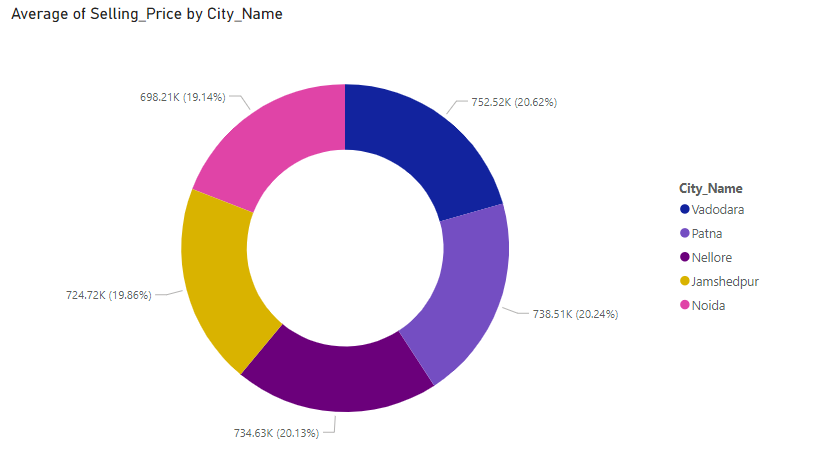 Average of Selling_Price by City_Name
698.21K (19.14%)
752.52K (20.62%)
724.72K (19.86%)
738.51K (20.24%)
734.63K (20.13%)
City_Name
Vadodara
Patna
Nellore
Jamshedpur
Noida